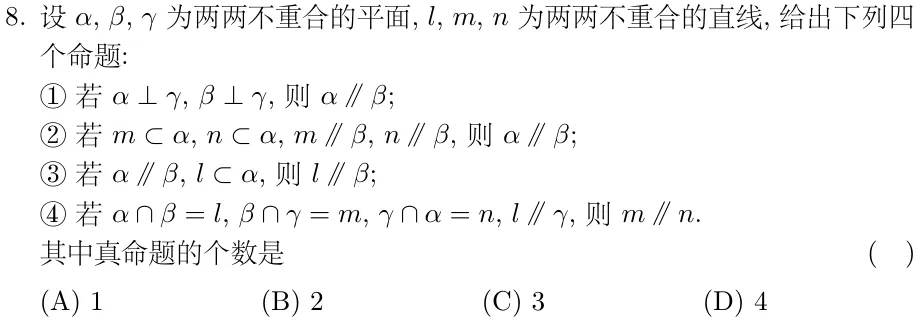 8. 设 α, β, γ 为两两不重合的平面, l, m, n 为两两不重合的直线, 给出下列四
个命题:
① 若 α ⊥ γ, β ⊥ γ, 则 α ∥ β;
② 若 m ⊂ α, n ⊂ α, m ∥ β, n ∥ β, 则 α ∥ β;
③ 若 α ∥ β, l ⊂ α, 则 l ∥ β;
④ 若 α ∩ β = l, β ∩ γ = m, γ ∩ α = n, l ∥ γ, 则 m ∥ n.
其中真命题的个数是 ( )
(A) 1 (B) 2 (C) 3 (D) 4